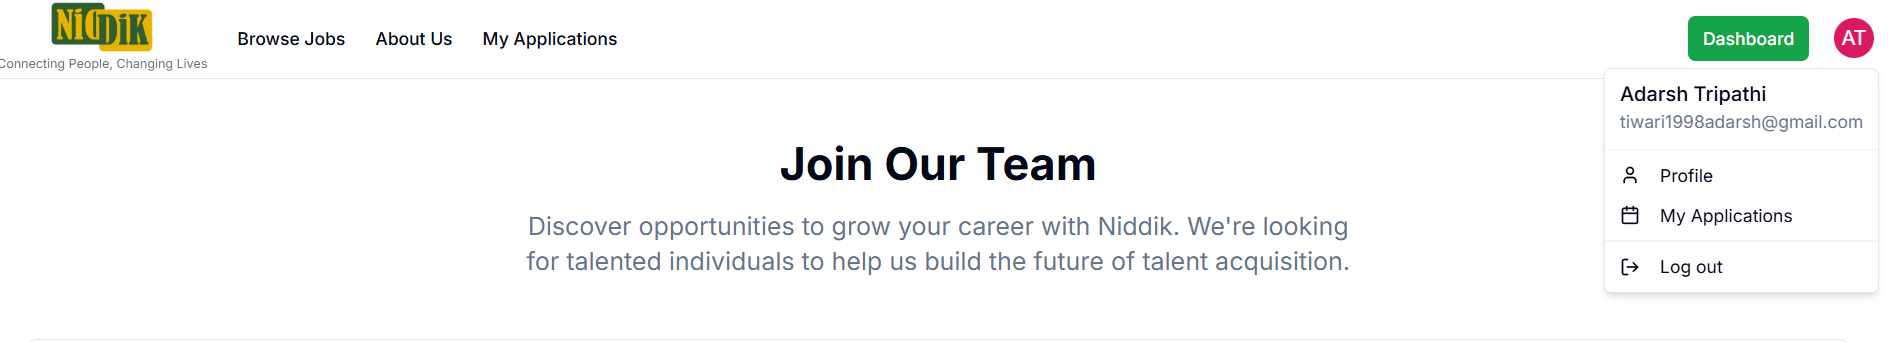 NiDDiK
Connecting People, Changing Lives
Browse Jobs
About Us
My Applications
Dashboard
AT
Adarsh Tripathi
tiwari1998adarsh@gmail.com
Profile
My Applications
Log out
Join Our Team
Discover opportunities to grow your career with Niddik. We're looking
for talented individuals to help us build the future of talent acquisition.